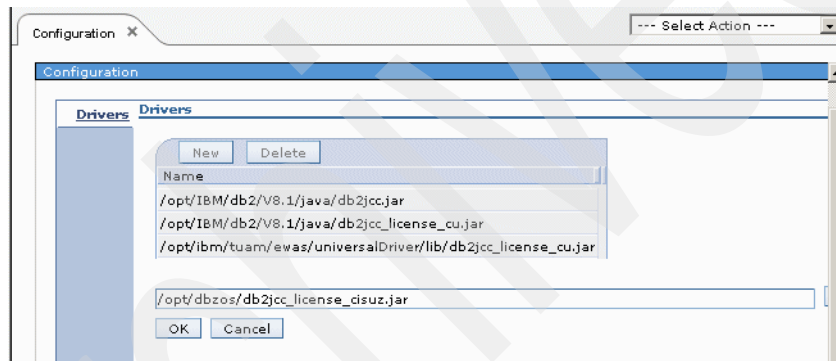 Configuration
--- Select Action ---
Configuration
Drivers
Drivers
New Delete
Name
/opt/IBM/db2/V8.1/java/db2jcc.jar
/opt/IBM/db2/V8.1/java/db2jcc_license_cu.jar
/opt/ibm/tuam/ewas/universalDriver/lib/db2jcc_license_cu.jar
/opt/dbzos/db2jcc_license_cisuz.jar
OK Cancel